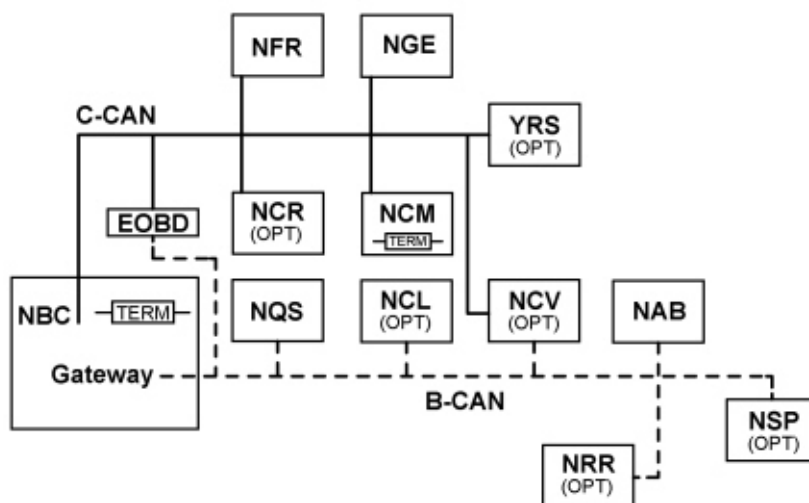 NFR
NGE
C-CAN
YRS
(OPT)
EOBD
NCR
(OPT)
NCM
TERM
NBC
TERM
Gateway
NQS
NCL
(OPT)
NCV
(OPT)
NAB
B-CAN
NSP
(OPT)
NRR
(OPT)